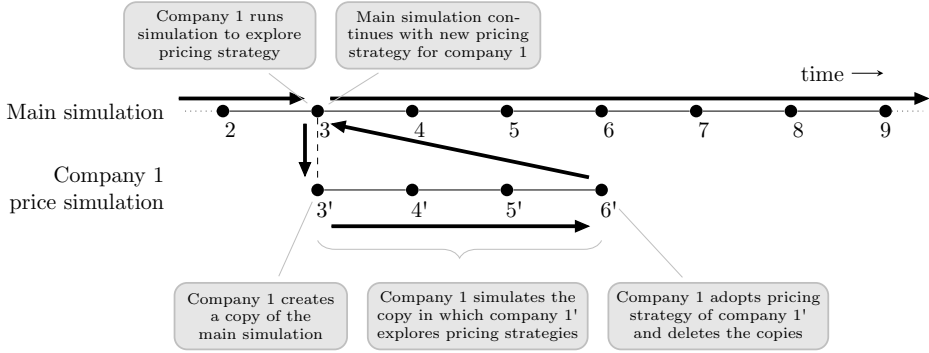 Company 1 runs
simulation to explore
pricing strategy
Main simulation con-
tinues with new pricing
strategy for company 1
time
Main simulation
2
3
4
5
6
7
8
9
Company 1
price simulation
3'
4'
5'
6'
Company 1 creates
a copy of the
main simulation
Company 1 simulates the
copy in which company 1'
explores pricing strategies
Company 1 adopts pricing
strategy of company 1'
and deletes the copies